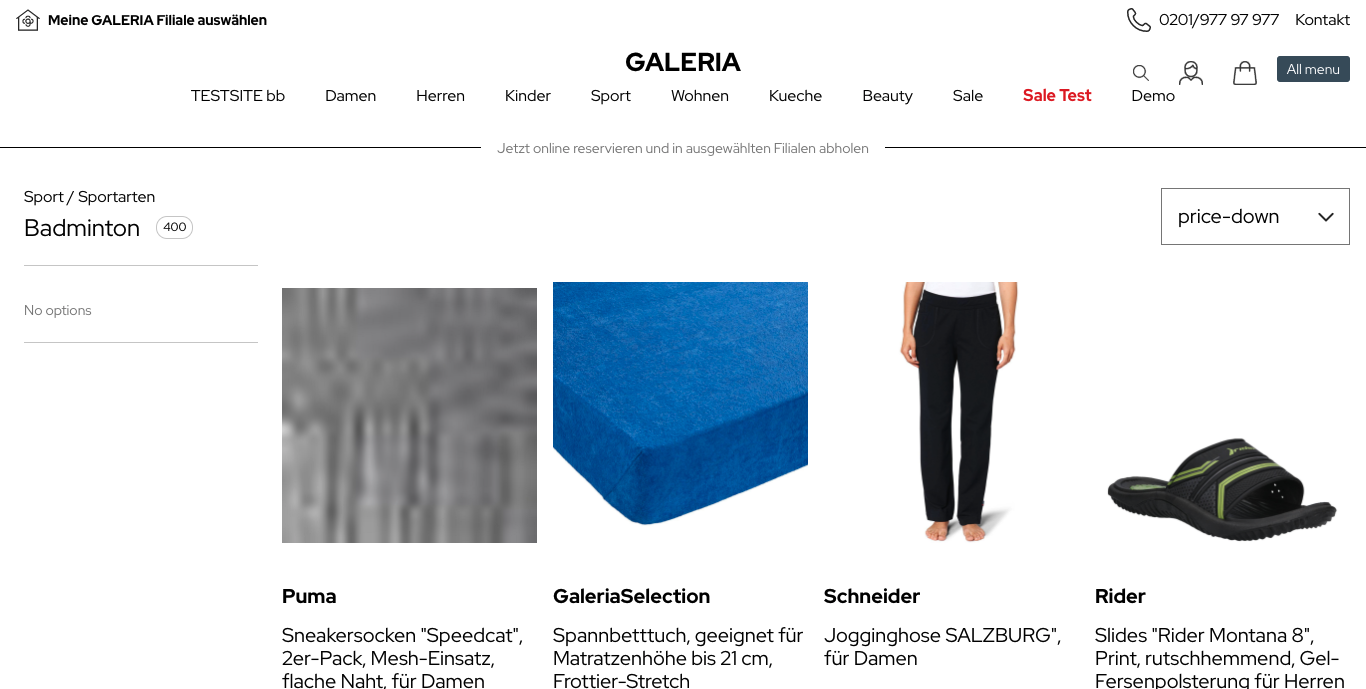 Meine GALERIA Filiale auswählen
0201/977 97 977 Kontakt
GALERIA
All menu
TESTSITE bb Damen Herren Kinder Sport Wohnen Kueche Beauty Sale Sale Test Demo
Jetzt online reservieren und in ausgewählten Filialen abholen
Sport / Sportarten
Badminton 400
price-down
No options
Puma
Sneakersocken "Speedcat",
2er-Pack, Mesh-Einsatz,
flache Naht, für Damen
GaleriaSelection
Spannbetttuch, geeignet für
Matratzenhöhe bis 21 cm,
Frottier-Stretch
Schneider
Jogginghose SALZBURG",
für Damen
Rider
Slides "Rider Montana 8",
Print, rutschhemmend, Gel-
Fersenpolsterung für Herren